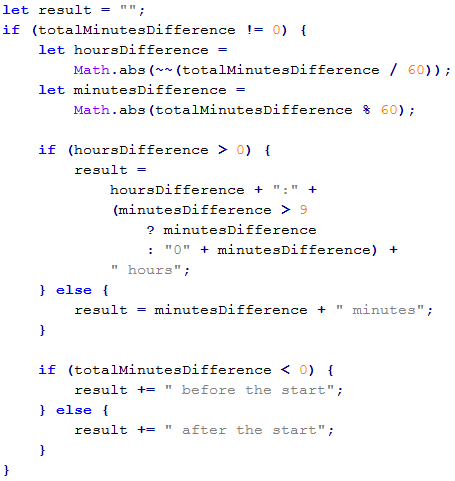 let result = "";
if (totalMinutesDifference != 0) {
    let hoursDifference =
        Math.abs(~~(totalMinutesDifference / 60));
    let minutesDifference =
        Math.abs(totalMinutesDifference % 60);

    if (hoursDifference > 0) {
        result =
            hoursDifference + ":" +
            (minutesDifference > 9
                ? minutesDifference
                : "0" + minutesDifference) +
            " hours";
    } else {
        result = minutesDifference + " minutes";
    }

    if (totalMinutesDifference < 0) {
        result += " before the start";
    } else {
        result += " after the start";
    }
}